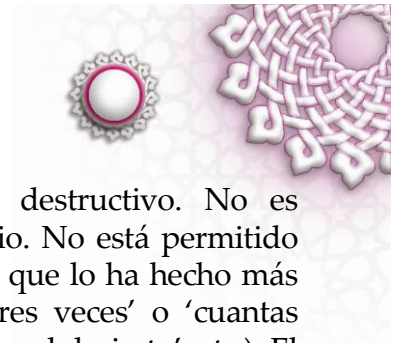 destructivo. No es
io. No está permitido
que lo ha hecho más
res veces' o 'cuantas